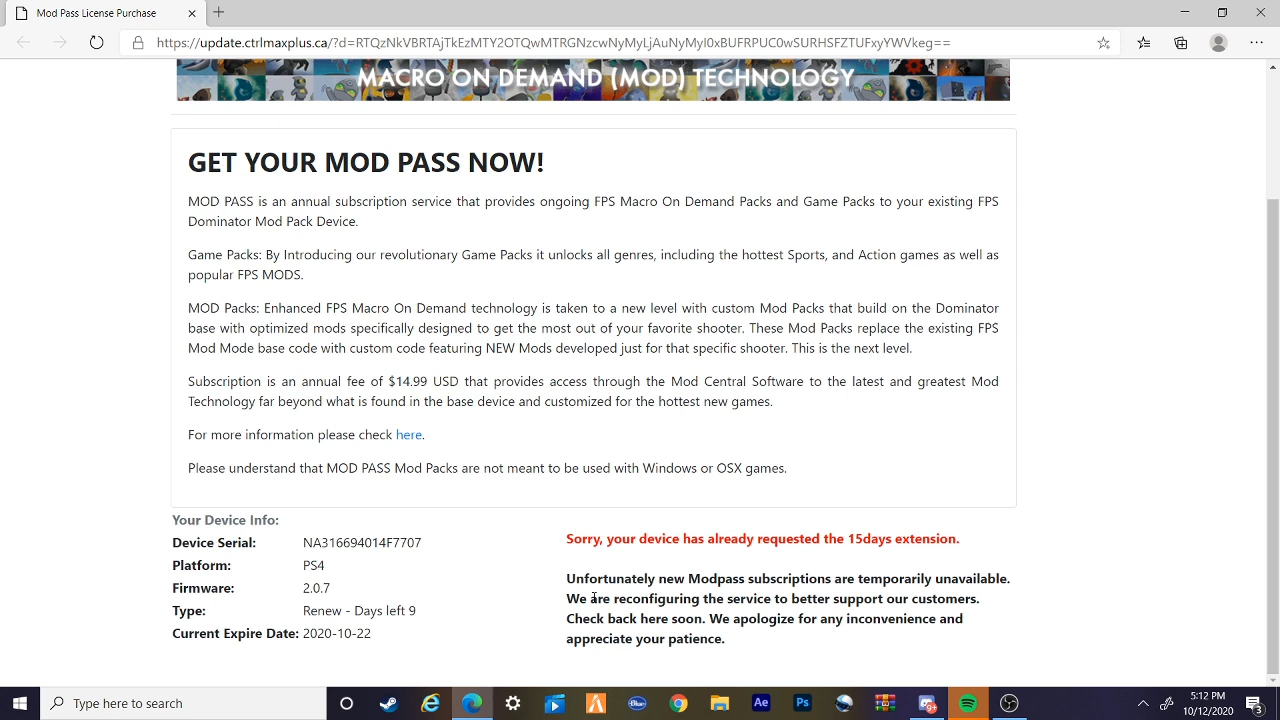 Mod Pass License Purchase
https://update.ctrlmaxplus.ca/?d=RTQzNkVBRTAjTkEzMTY2OTQwMTRGNzcwNyMyLjAuNyMyI0xBUFRPUC0wSURHSFZTUFxyYWVkeg==
MACRO ON DEMAND (MOD) TECHNOLOGY
GET YOUR MOD PASS NOW!
MOD PASS is an annual subscription service that provides ongoing FPS Macro On Demand Packs and Game Packs to your existing FPS
Dominator Mod Pack Device.
Game Packs: By Introducing our revolutionary Game Packs it unlocks all genres, including the hottest Sports, and Action games as well as
popular FPS MODS.
MOD Packs: Enhanced FPS Macro On Demand technology is taken to a new level with custom Mod Packs that build on the Dominator
base with optimized mods specifically designed to get the most out of your favorite shooter. These Mod Packs replace the existing FPS
Mod Mode base code with custom code featuring NEW Mods developed just for that specific shooter. This is the next level.
Subscription is an annual fee of $14.99 USD that provides access through the Mod Central Software to the latest and greatest Mod
Technology far beyond what is found in the base device and customized for the hottest new games.
For more information please check here.
Please understand that MOD PASS Mod Packs are not meant to be used with Windows or OSX games.
Your Device Info:
Device Serial: NA316694014F7707
Platform: PS4
Firmware: 2.0.7
Type: Renew - Days left 9
Current Expire Date: 2020-10-22
Sorry, your device has already requested the 15days extension.
Unfortunately new Modpass subscriptions are temporarily unavailable.
We are reconfiguring the service to better support our customers.
Check back here soon. We apologize for any inconvenience and
appreciate your patience.
Type here to search
Blue
Ae
Ps
9+
5:12 PM
10/12/2020
3